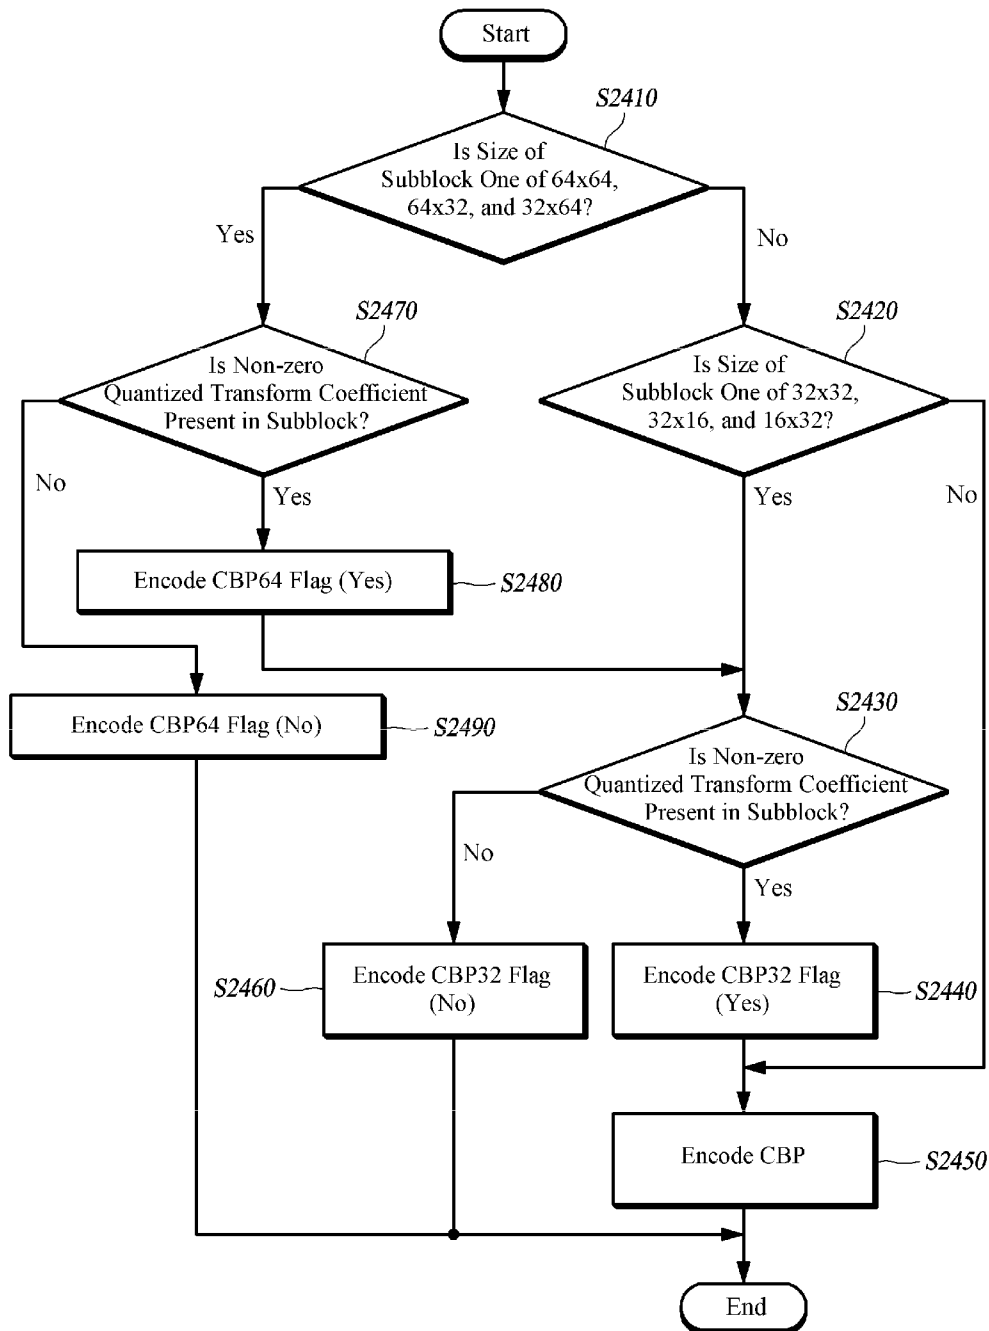 Start
S2410
Is Size of
Subblock One of 64x64,
64x32, and 32x64?
Yes
No
S2470
Is Non-zero
Quantized Transform Coefficient
Present in Subblock?
S2420
Is Size of
Subblock One of 32x32,
32x16, and 16x32?
No
Yes
Yes
No
Encode CBP64 Flag (Yes)
S2480
Encode CBP64 Flag (No)
S2490
S2430
Is Non-zero
Quantized Transform Coefficient
Present in Subblock?
No
Yes
S2460
Encode CBP32 Flag
(No)
Encode CBP32 Flag
(Yes)
S2440
Encode CBP
S2450
End